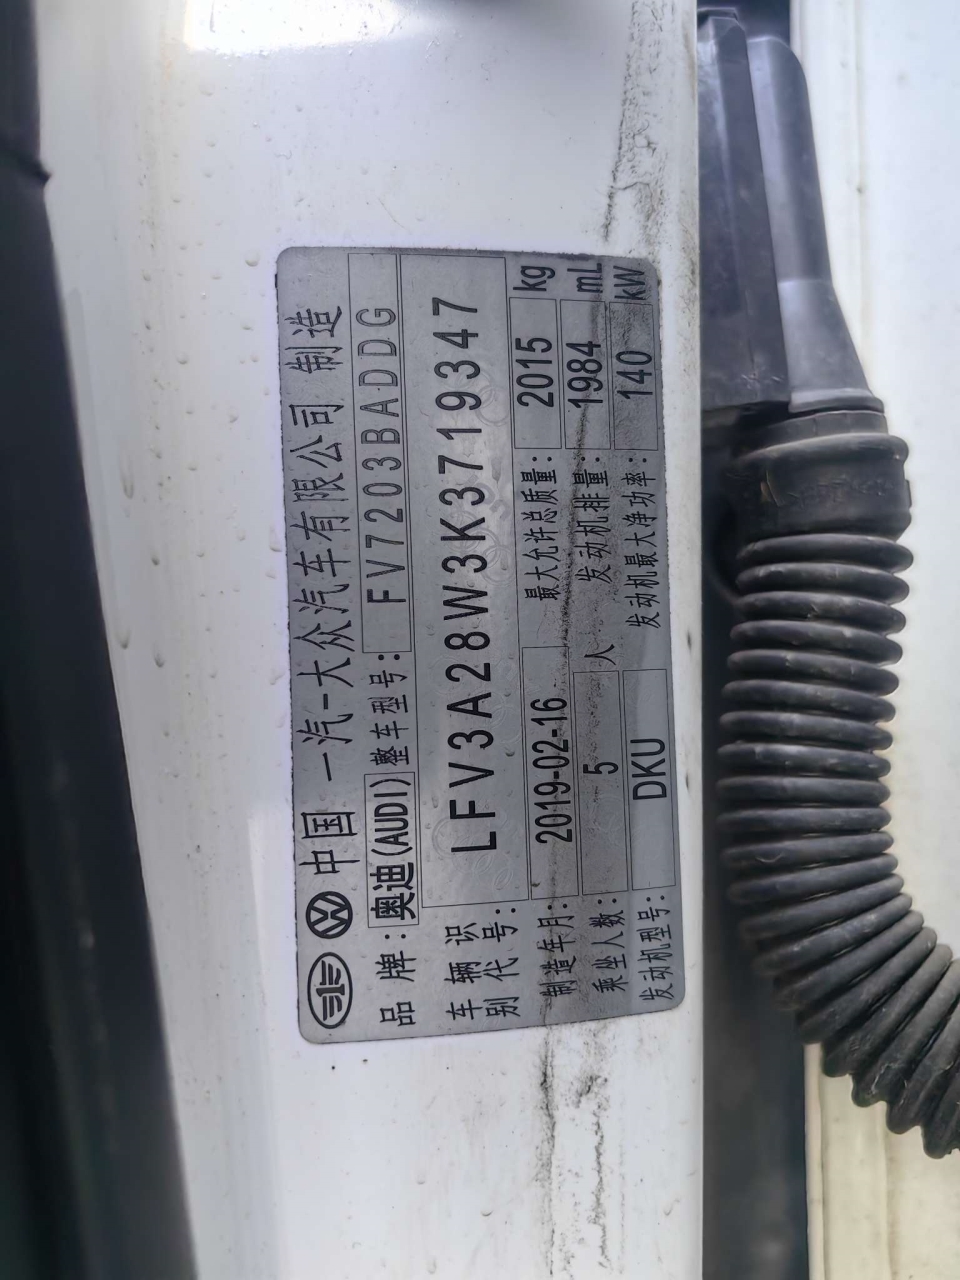 中国 一汽-大众汽车有限公司 制造
品牌: 奥迪(AUDI) 整车型号: FV7203BADDG
车辆识别代号: LFV3A28W3K3719347
制造年月: 2019-02-16 最大允许总质量: 2015 kg
乘坐人数: 5 人 发动机排量: 1984 mL
发动机型号: DKU 发动机最大净功率: 140 kW